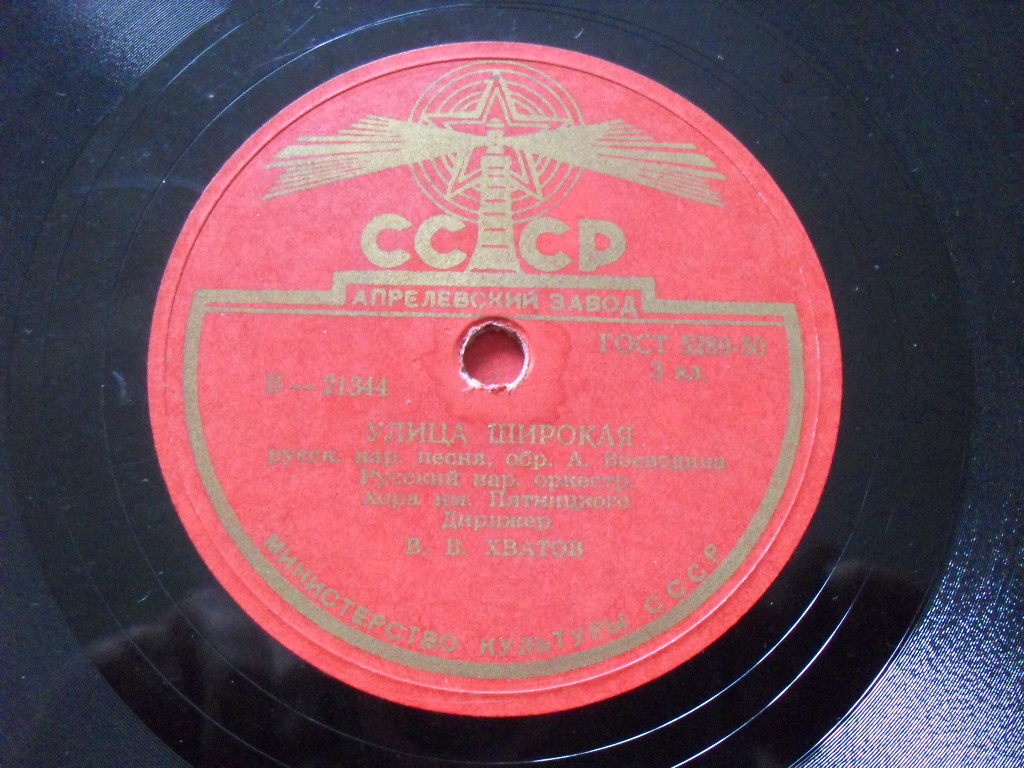 СССР
АПРЕЛЕВСКИЙ ЗАВОД
ГОСТ 5289-50
3 кл.
В — 21344
УЛИЦА ШИРОКАЯ
русск. нар. песня, обр. А. Воеводина
Русский нар. оркестр
хора им. Пятницкого
Дирижер
В. В. ХВАТОВ
МИНИСТЕРСТВО КУЛЬТУРЫ СССР